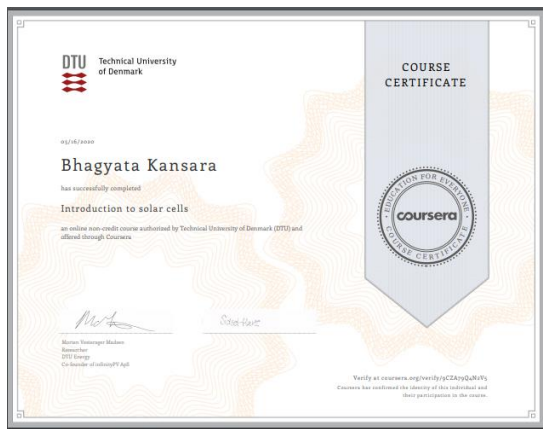 DTU
Technical University
of Denmark
COURSE
CERTIFICATE
05/16/2020
Bhagyata Kansara
has successfully completed
Introduction to solar cells
an online non-credit course authorized by Technical University of Denmark (DTU) and
offered through Coursera
EDUCATION FOR EVERYONE
coursera
COURSE CERTIFICATE
Morten Vesterager Madsen
Researcher
DTU Energy
Co-founder of infinityPV ApS
Verify at coursera.org/verify/9CZA79Q4N2V5
Coursera has confirmed the identity of this individual and
their participation in the course.